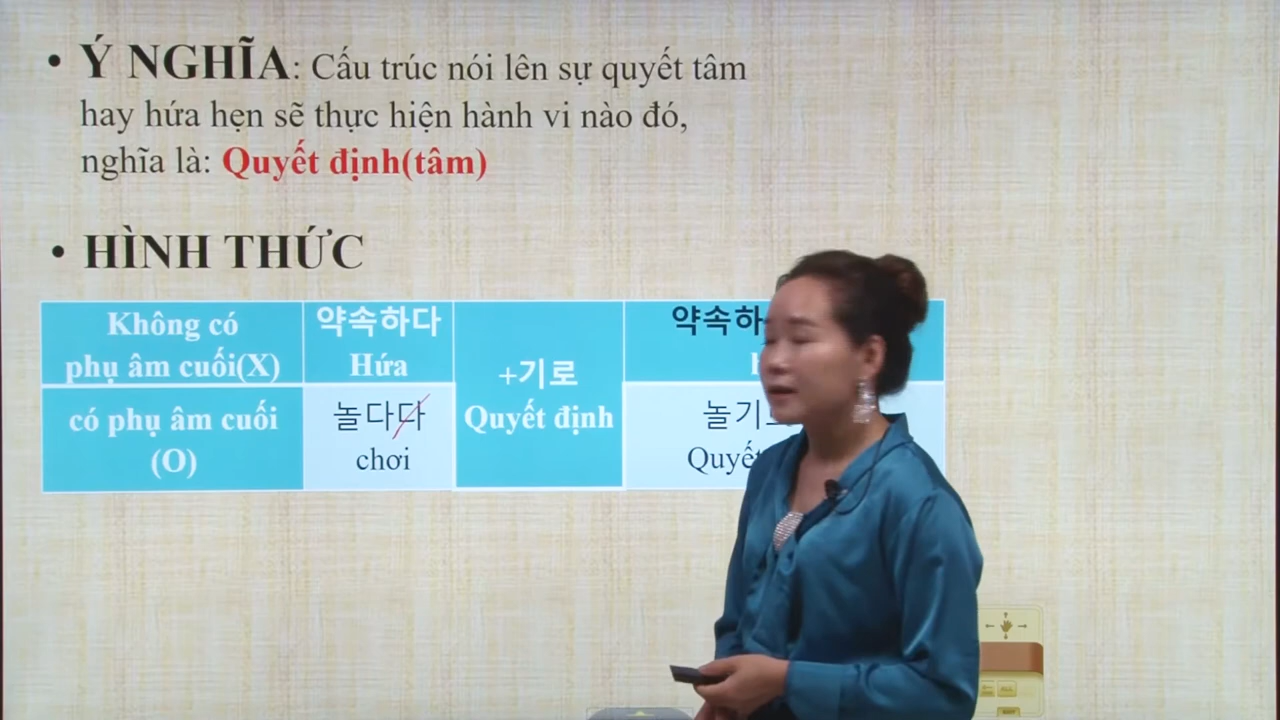 • Ý NGHĨA: Cấu trúc nói lên sự quyết tâm
hay hứa hẹn sẽ thực hiện hành vi nào đó,
nghĩa là: Quyết định(tâm)
• HÌNH THỨC
Không có
phụ âm cuối(X)
약속하다
Hứa
+기로
Quyết định
약속하
có phụ âm cuối
(O)
놀다다
chơi
놀기
Quyết